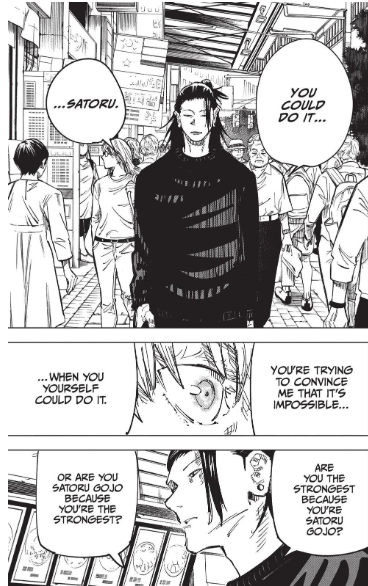 YOU
COULD
DO IT...
...SATORU.
YOU'RE TRYING
TO CONVINCE
ME THAT IT'S
IMPOSSIBLE...
...WHEN YOU
YOURSELF
COULD DO IT.
ARE
YOU THE
STRONGEST
BECAUSE
YOU'RE
SATORU
GOJO?
OR ARE YOU
SATORU GOJO
BECAUSE
YOU'RE THE
STRONGEST?